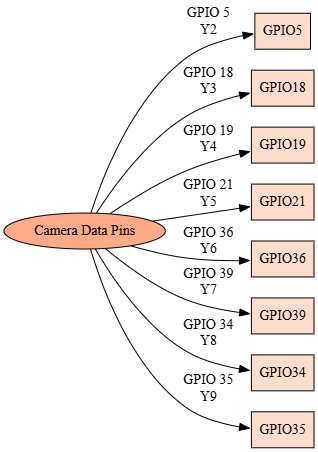 GPIO 5
Y2
GPIO5
GPIO 18
Y3
GPIO18
GPIO 19
Y4
GPIO19
GPIO 21
Y5
GPIO21
Camera Data Pins
GPIO 36
Y6
GPIO36
GPIO 39
Y7
GPIO39
GPIO 34
Y8
GPIO34
GPIO 35
Y9
GPIO35